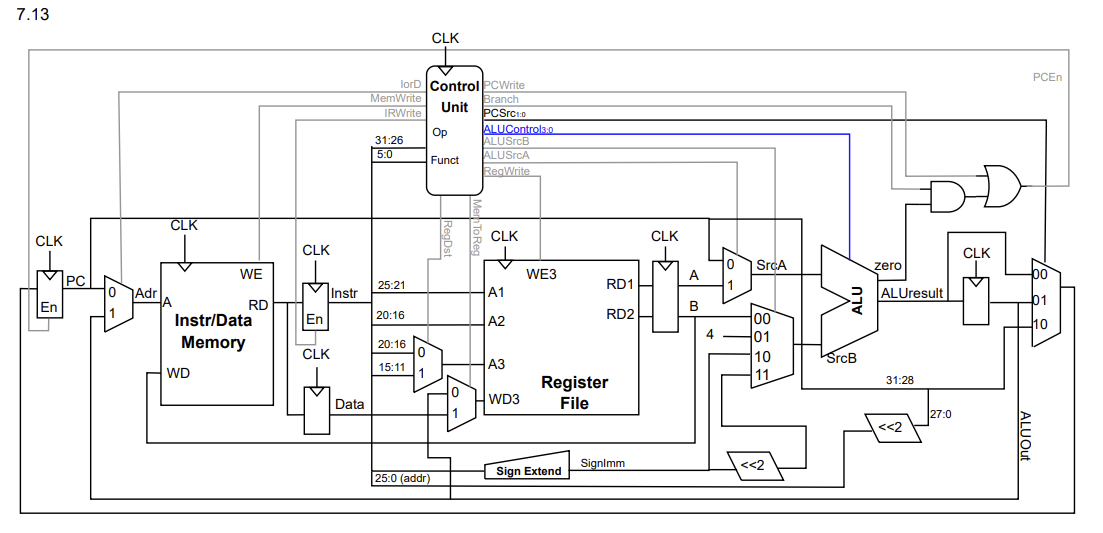 7.13
CLK
IorD
MemWrite
IRWrite
Control
Unit
Op
Funct
PCWrite
Branch
PCSrc1:0
ALUControl3:0
ALUSrcB
ALUSrcA
RegWrite
PCEn
31:26
5:0
RegDst
MemToReg
CLK
PC
En
0
1
Adr
CLK
WE
A
RD
Instr/Data
Memory
WD
CLK
Instr
En
CLK
Data
25:21
20:16
20:16
15:11
0
1
0
1
CLK
WE3
A1
A2
A3
WD3
RD1
RD2
Register
File
CLK
A
B
4
0
1
SrcA
00
01
10
11
SrcB
ALU
zero
ALUresult
CLK
00
01
10
31:28
27:0
<<2
ALUOut
Sign Extend
SignImm
<<2
25:0 (addr)